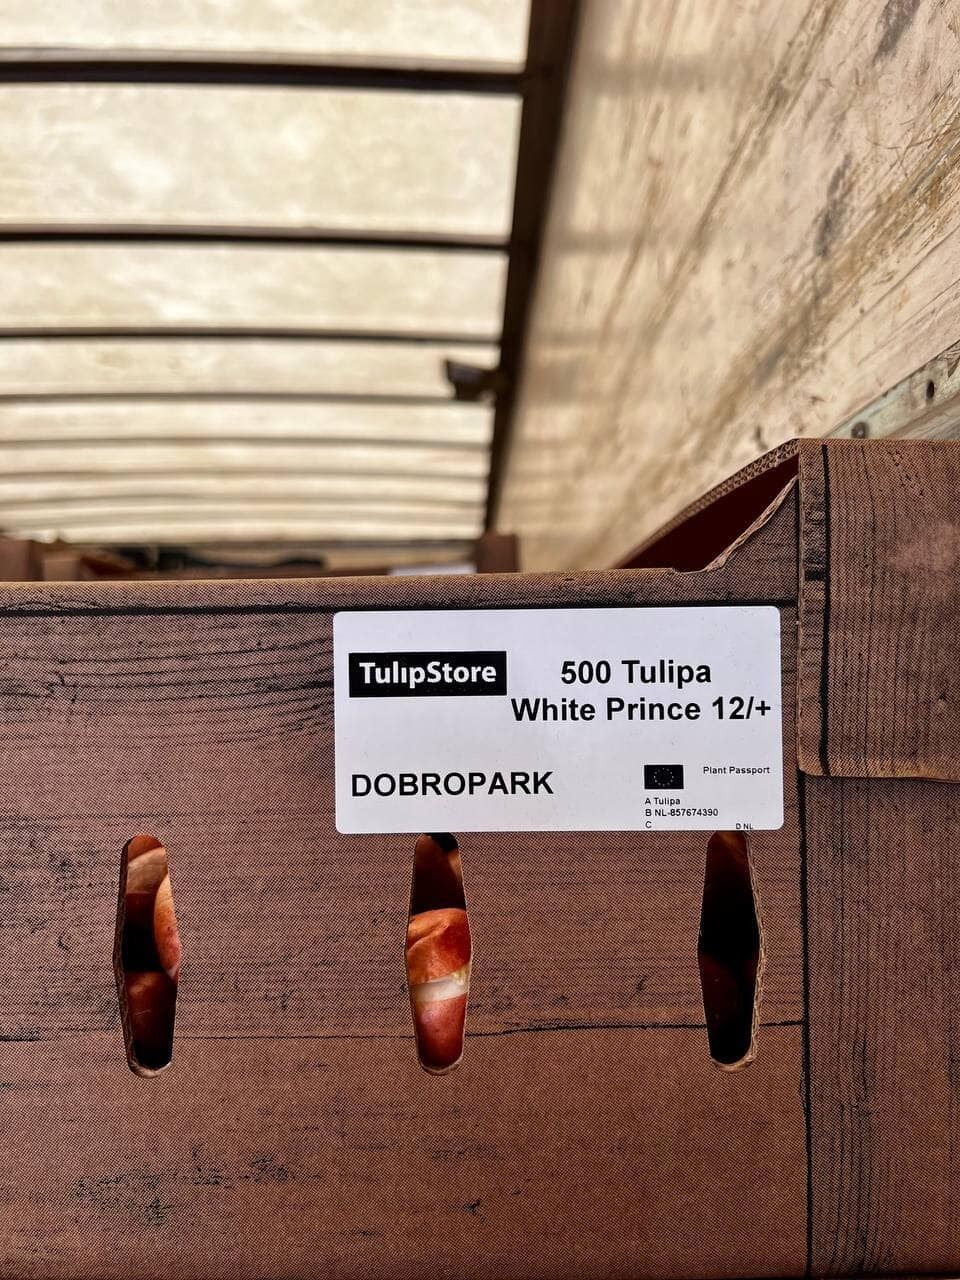 TulipStore
500 Tulipa
White Prince 12/+
DOBROPARK
Plant Passport
A Tulipa
B NL-857674390
C
D NL